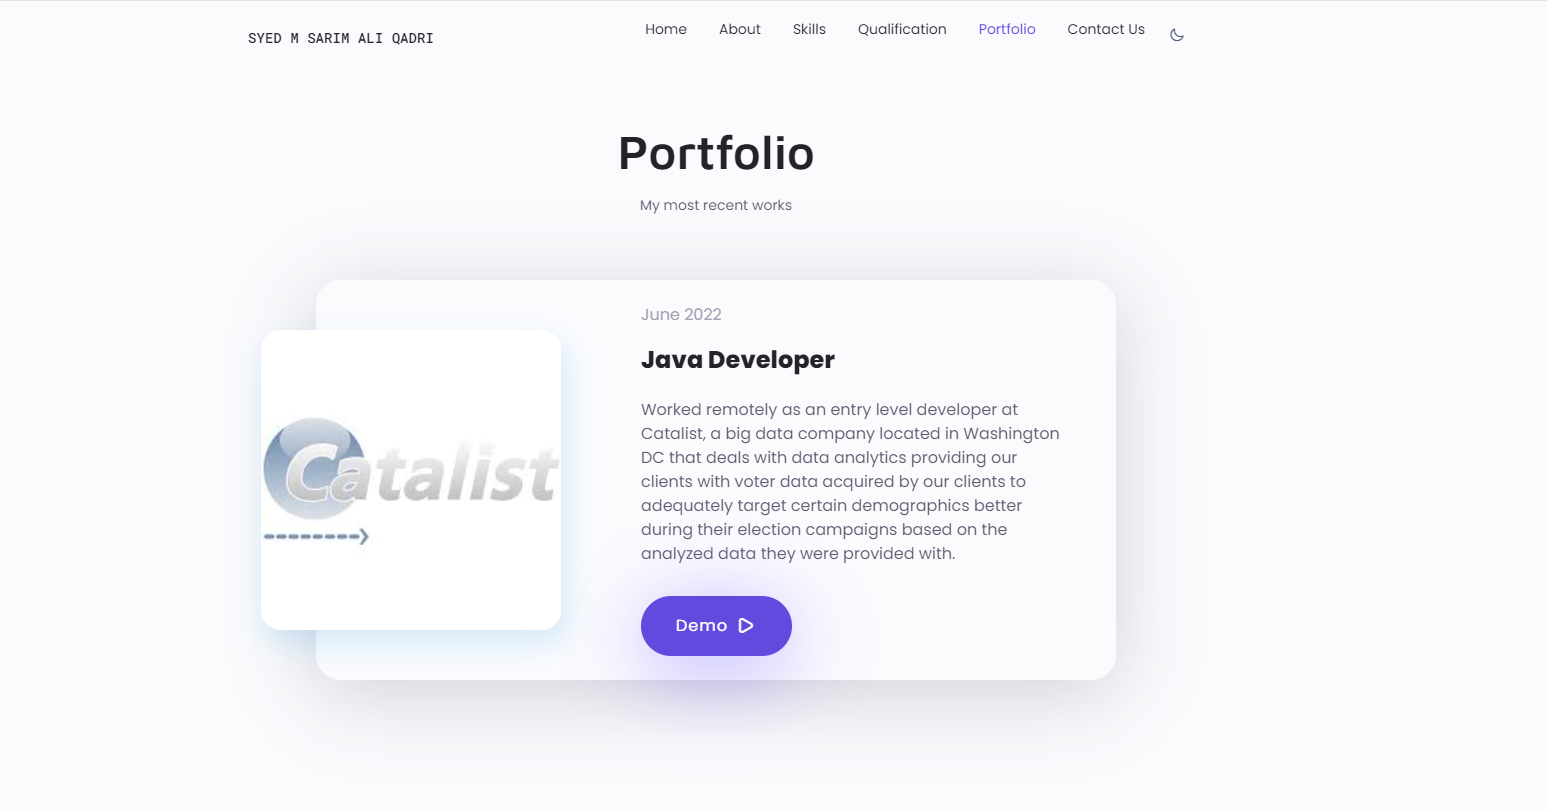 SYED M SARIM ALI QADRI
Home About Skills Qualification Portfolio Contact Us
Portfolio
My most recent works
Catalist
June 2022
Java Developer
Worked remotely as an entry level developer at
Catalist, a big data company located in Washington
DC that deals with data analytics providing our
clients with voter data acquired by our clients to
adequately target certain demographics better
during their election campaigns based on the
analyzed data they were provided with.
Demo